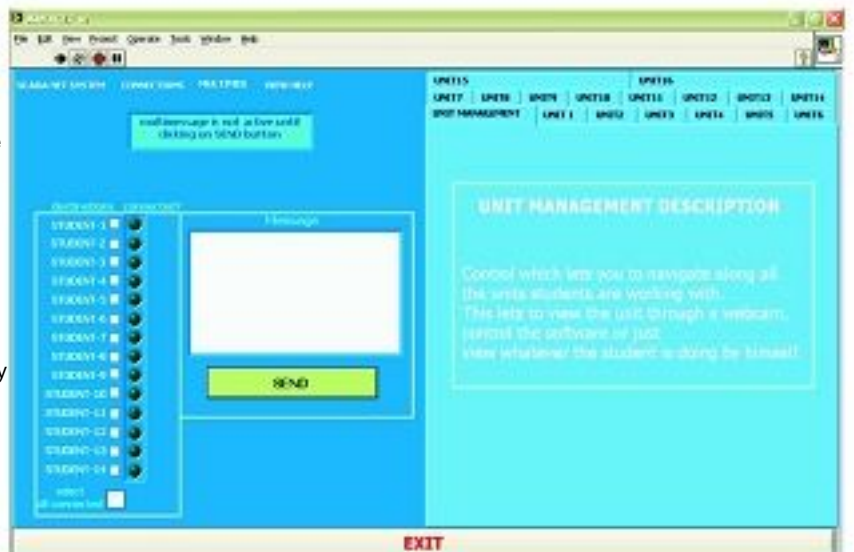 File Edit View Project Operate Tools Window Help
SCADA-NET SYSTEM CONNECTIONS MULTIPLEX VIEW HELP
multimessage is not active until
clicking on SEND button
destinations connected?
STUDENT-1
STUDENT-2
STUDENT-3
STUDENT-4
STUDENT-5
STUDENT-6
STUDENT-7
STUDENT-8
STUDENT-9
STUDENT-10
STUDENT-11
STUDENT-12
STUDENT-13
STUDENT-14
select
all connected
Message
SEND
UNIT15 UNIT16
UNIT7 UNIT8 UNIT9 UNIT10 UNIT11 UNIT12 UNIT13 UNIT14
UNIT MANAGEMENT UNIT 1 UNIT2 UNIT3 UNIT4 UNIT5 UNIT6
UNIT MANAGEMENT DESCRIPTION
Control which lets you to navigate along all
the units students are working with.
This lets to view the unit through a webcam,
control the software or just
view whatever the student is doing by himself
EXIT
y